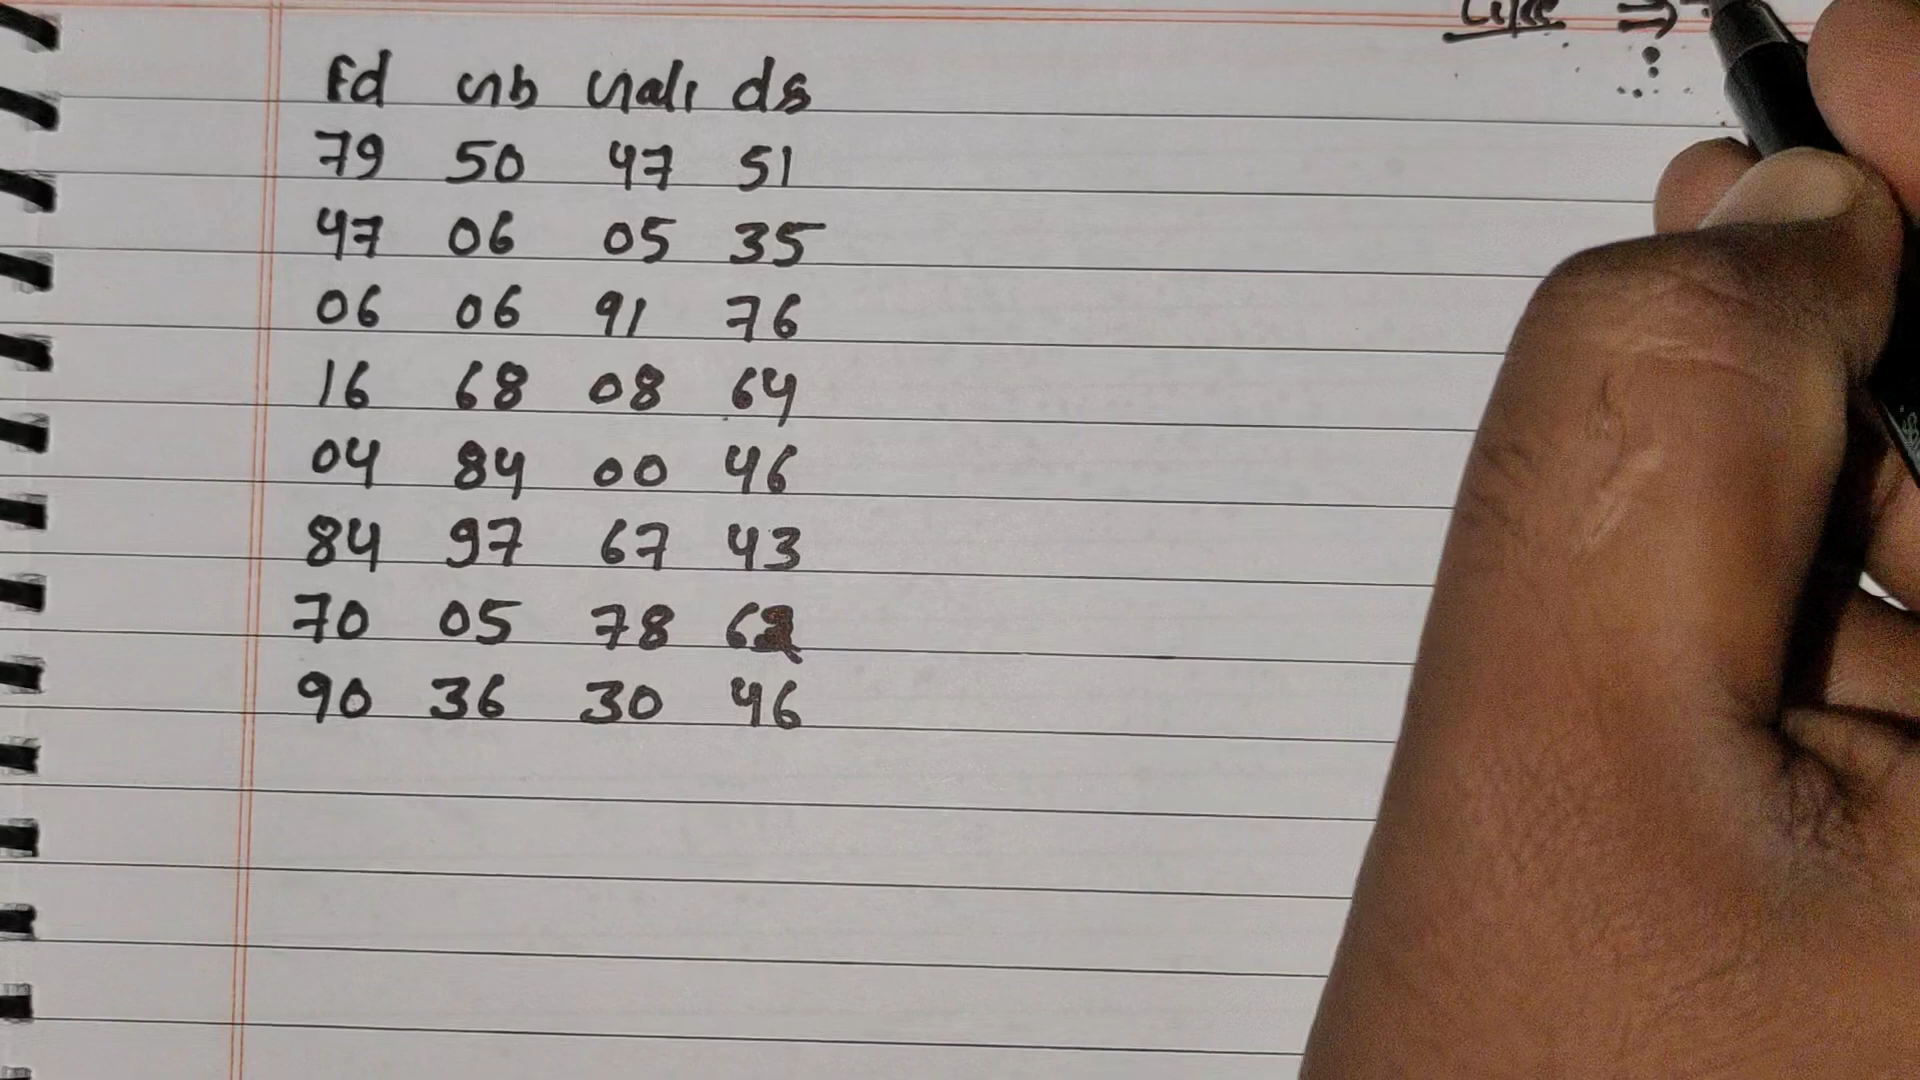 Like ⇒
Fd GB Gali ds
79 50 47 51
47 06 05 35
06 06 91 76
16 68 08 64
04 84 00 46
84 97 67 43
70 05 78
90 36 30 46